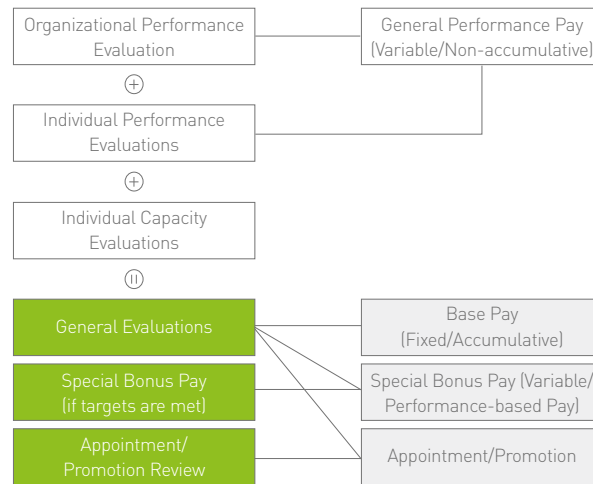 Organizational Performance
Evaluation
General Performance Pay
(Variable/Non-accumulative)
+
Individual Performance
Evaluations
+
Individual Capacity
Evaluations
=
General Evaluations
Base Pay
(Fixed/Accumulative)
Special Bonus Pay
(if targets are met)
Special Bonus Pay (Variable/
Performance-based Pay)
Appointment/
Promotion Review
Appointment/Promotion